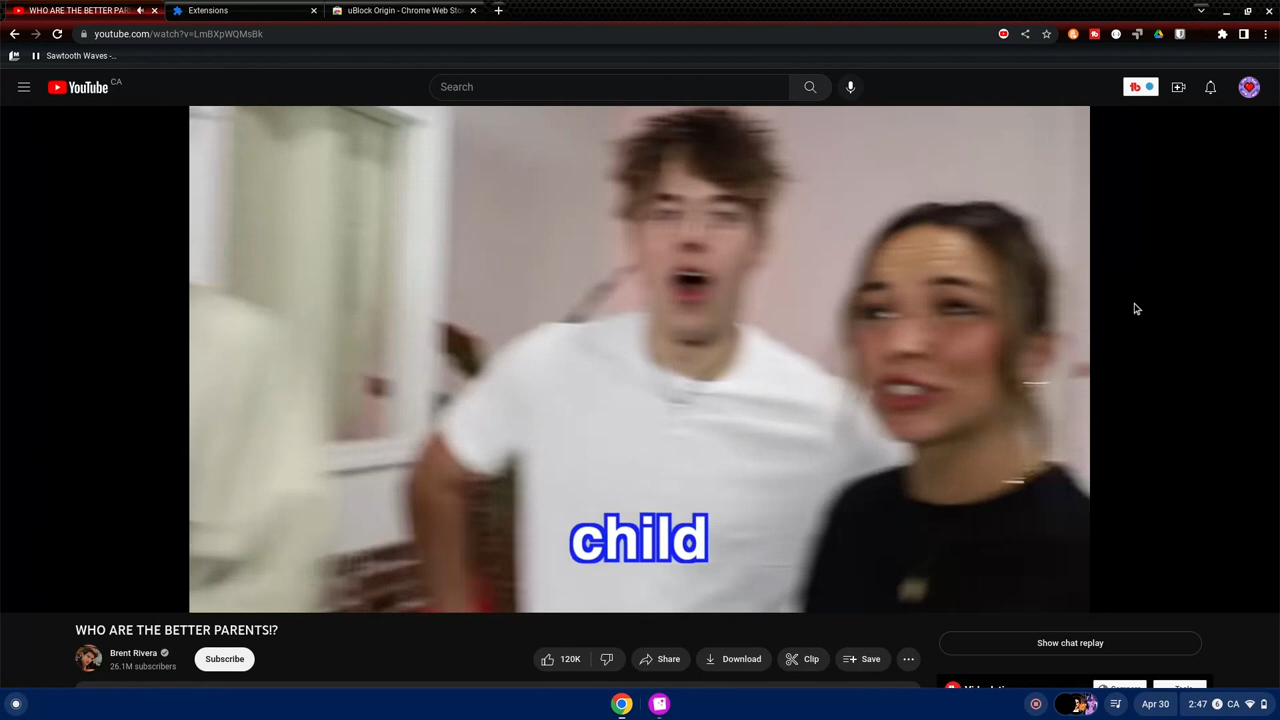 WHO ARE THE BETTER PAR
Extensions
uBlock Origin - Chrome Web Sto
youtube.com/watch?v=LmBXpWQMsBk
Sawtooth Waves -...
YouTube CA
Search
tb
child
WHO ARE THE BETTER PARENTS!?
Brent Rivera
26.1M subscribers
Subscribe
120K
Share
Download
Clip
Save
Show chat replay
Apr 30
2:47
6
CA